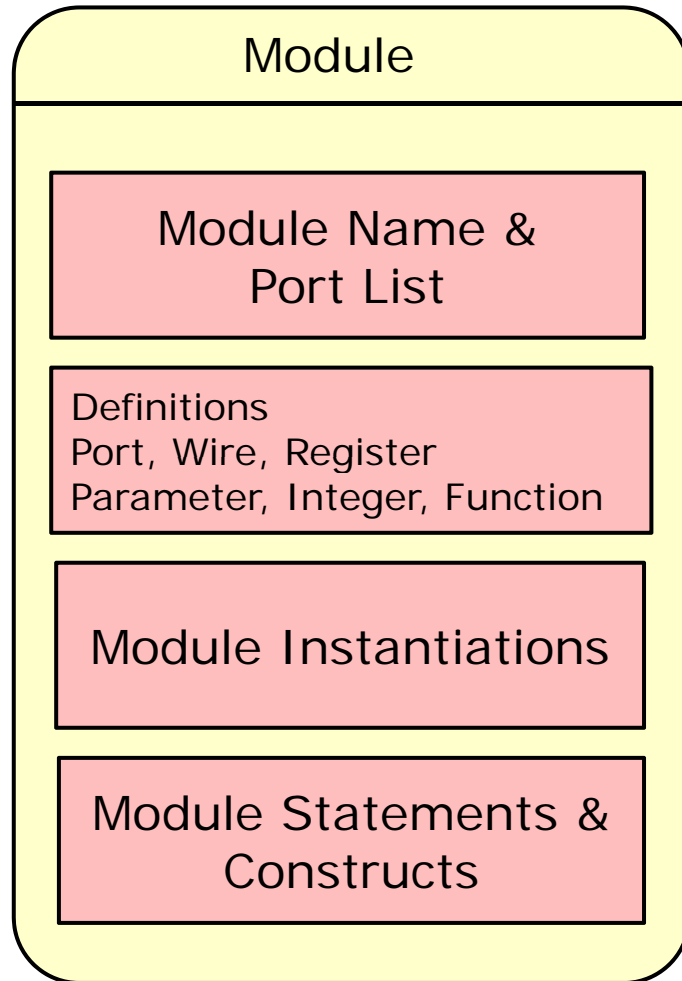 Module
Module Name &
Port List
Definitions
Port, Wire, Register
Parameter, Integer, Function
Module Instantiations
Module Statements &
Constructs